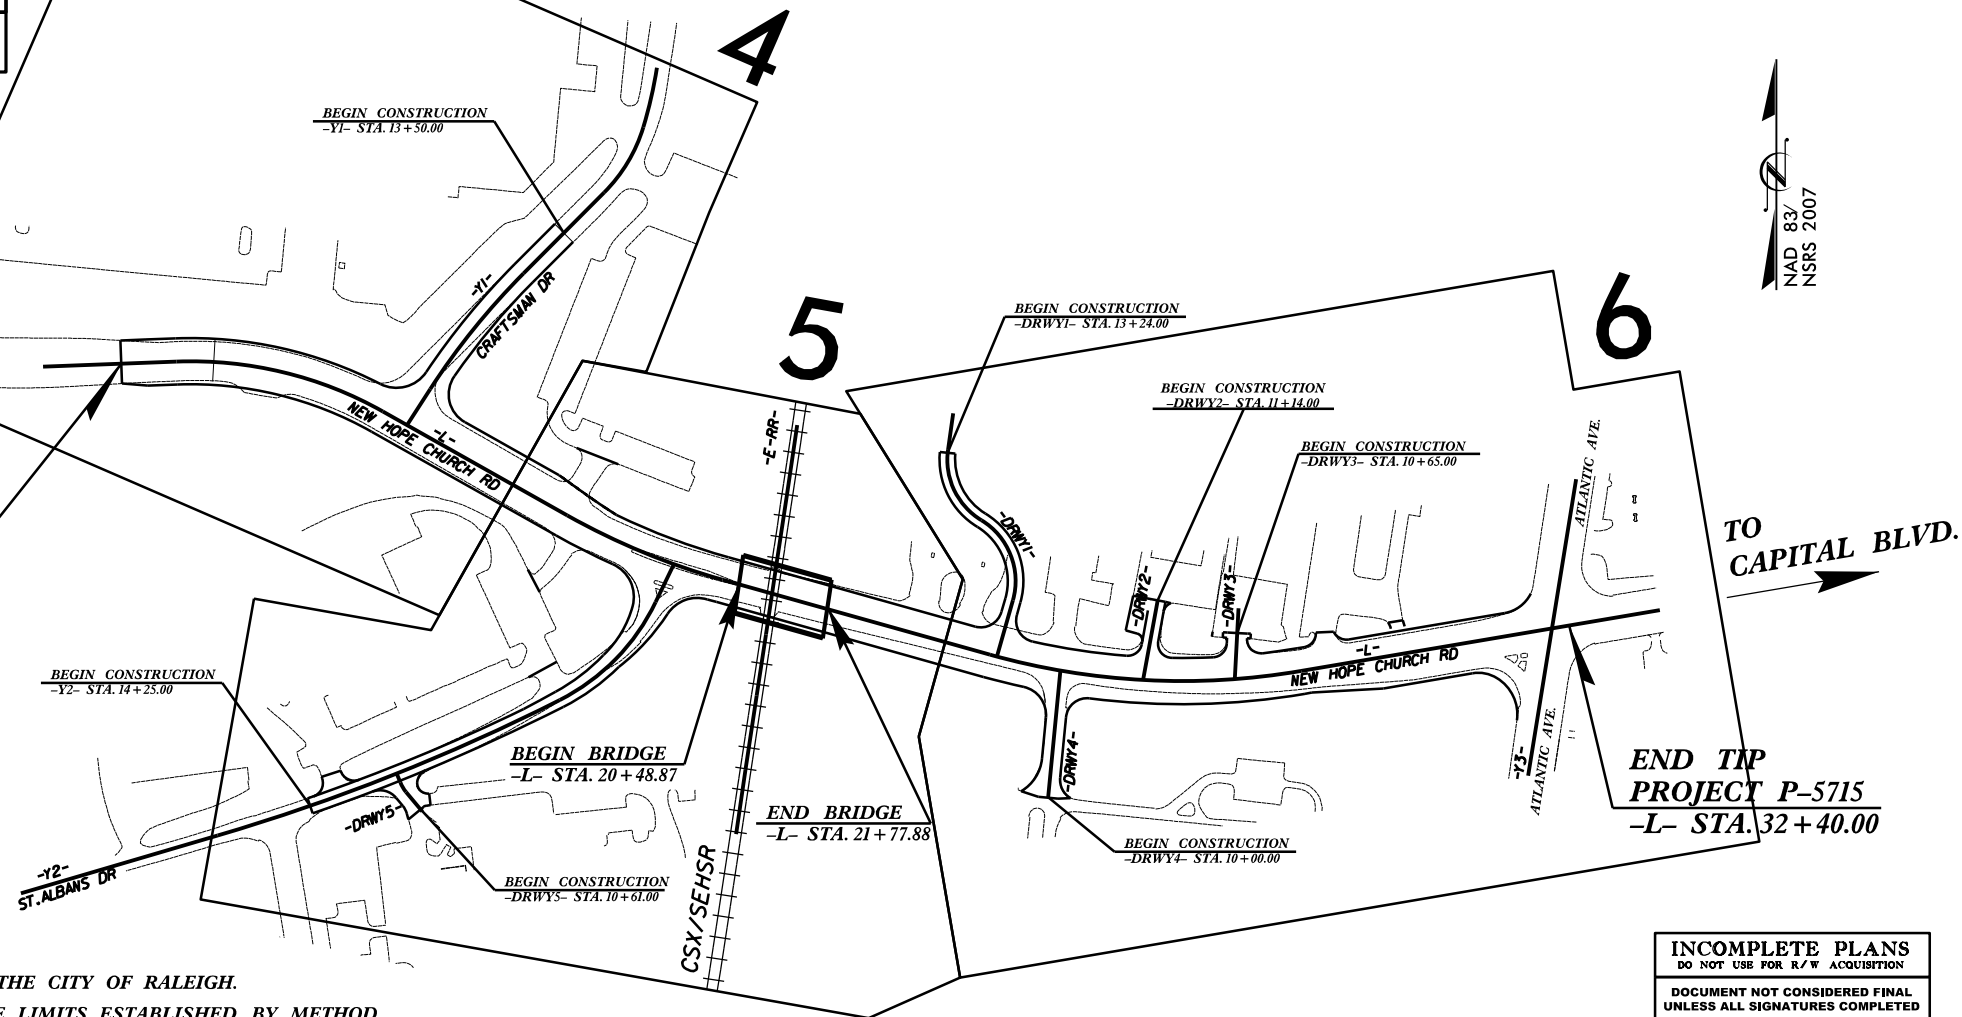 4
BEGIN CONSTRUCTION
-Y1- STA. 13+50.00
NAD 83/
NSRS 2007
-Y1-
CRAFTSMAN DR
5
6
BEGIN CONSTRUCTION
-DRWY1- STA. 13+24.00
BEGIN CONSTRUCTION
-DRWY2- STA. 11+14.00
BEGIN CONSTRUCTION
-DRWY3- STA. 10+65.00
-L-
NEW HOPE CHURCH RD
-E-RR-
-DRWY1-
-DRWY2-
-DRWY3-
ATLANTIC AVE.
TO
CAPITAL BLVD.
-L-
NEW HOPE CHURCH RD
BEGIN CONSTRUCTION
-Y2- STA. 14+25.00
BEGIN BRIDGE
-L- STA. 20+48.87
END BRIDGE
-L- STA. 21+77.88
-DRWY4-
-Y3-
ATLANTIC AVE.
END TIP
PROJECT P-5715
-L- STA. 32+40.00
-DRWY5-
BEGIN CONSTRUCTION
-DRWY4- STA. 10+00.00
-Y2-
ST. ALBANS DR
BEGIN CONSTRUCTION
-DRWY5- STA. 10+61.00
CSX/SEHSR
THE CITY OF RALEIGH.
LIMITS ESTABLISHED BY METHOD
INCOMPLETE PLANS
DO NOT USE FOR R/W ACQUISITION
DOCUMENT NOT CONSIDERED FINAL
UNLESS ALL SIGNATURES COMPLETED